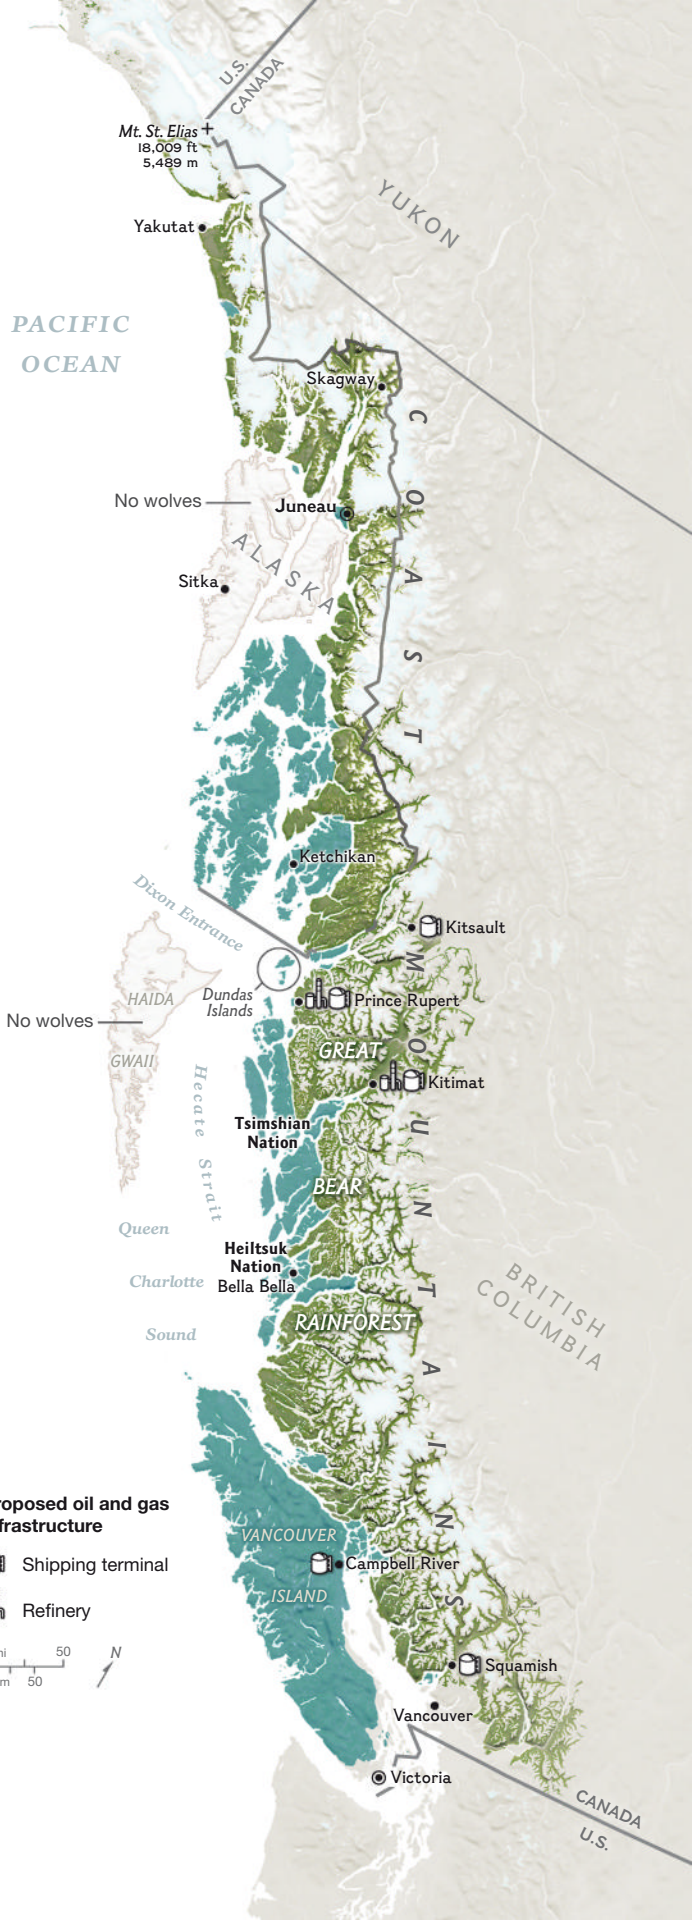 U.S.
CANADA
Mt. St. Elias
18,009 ft
5,489 m
YUKON
Yakutat
PACIFIC
OCEAN
Skagway
COAST MOUNTAINS
No wolves
Juneau
ALASKA
Sitka
Ketchikan
Dixon Entrance
Kitsault
HAIDA
GWAII
Dundas
Islands
Prince Rupert
No wolves
GREAT
BEAR
RAINFOREST
Kitimat
Hecate Strait
Tsimshian
Nation
Queen
Charlotte
Sound
Heiltsuk
Nation
Bella Bella
BRITISH
COLUMBIA
roposed oil and gas
frastructure
Shipping terminal
Refinery
mi 50
m 50
N
VANCOUVER
ISLAND
Campbell River
Squamish
Vancouver
Victoria
CANADA
U.S.